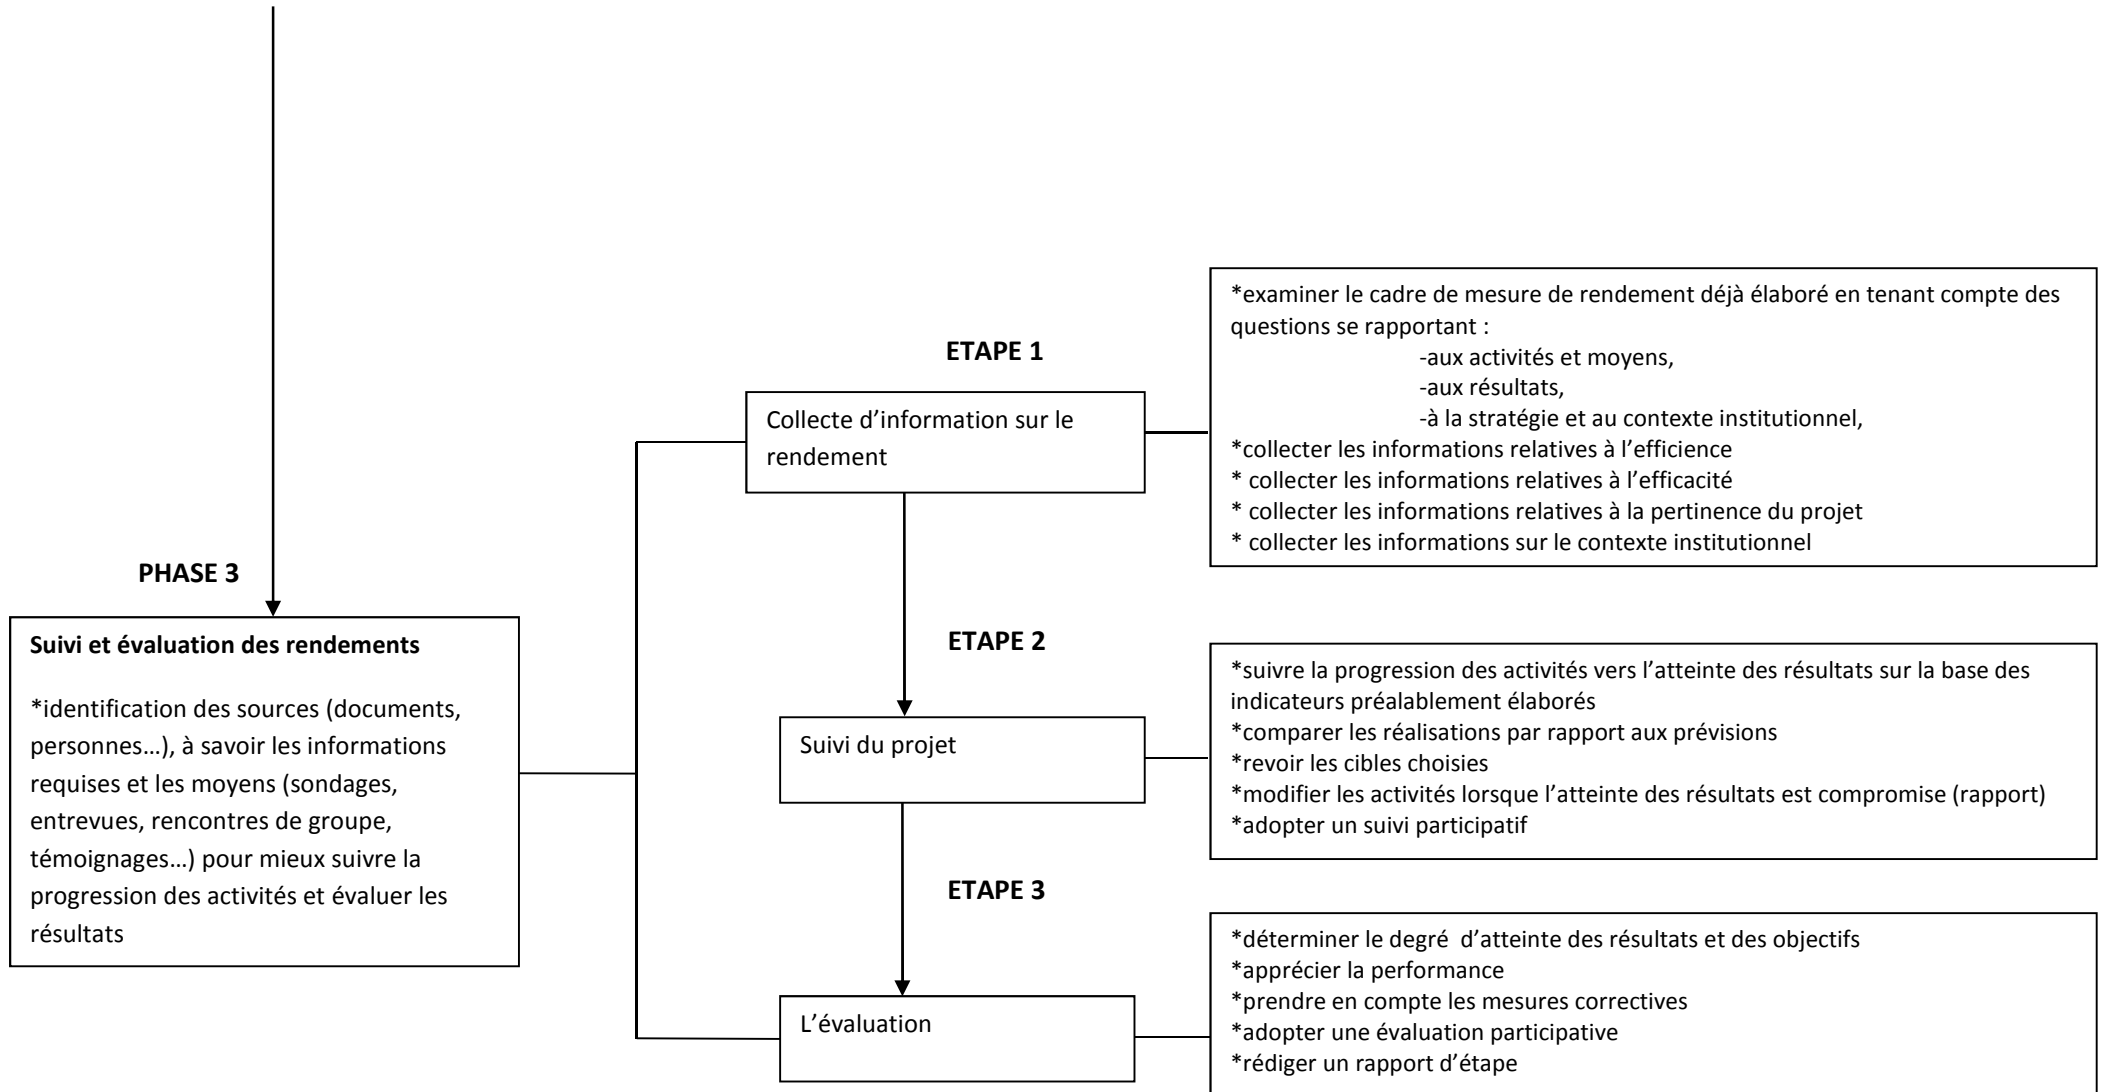 PHASE 3
Suivi et évaluation des rendements
*identification des sources (documents,
personnes…), à savoir les informations
requises et les moyens (sondages,
entrevues, rencontres de groupe,
témoignages…) pour mieux suivre la
progression des activités et évaluer les
résultats
ETAPE 1
Collecte d’information sur le
rendement
*examiner le cadre de mesure de rendement déjà élaboré en tenant compte des
questions se rapportant :
-aux activités et moyens,
-aux résultats,
-à la stratégie et au contexte institutionnel,
*collecter les informations relatives à l’efficience
* collecter les informations relatives à l’efficacité
* collecter les informations relatives à la pertinence du projet
* collecter les informations sur le contexte institutionnel
ETAPE 2
Suivi du projet
*suivre la progression des activités vers l’atteinte des résultats sur la base des
indicateurs préalablement élaborés
*comparer les réalisations par rapport aux prévisions
*revoir les cibles choisies
*modifier les activités lorsque l’atteinte des résultats est compromise (rapport)
*adopter un suivi participatif
ETAPE 3
L’évaluation
*déterminer le degré  d’atteinte des résultats et des objectifs
*apprécier la performance
*prendre en compte les mesures correctives
*adopter une évaluation participative
*rédiger un rapport d’étape